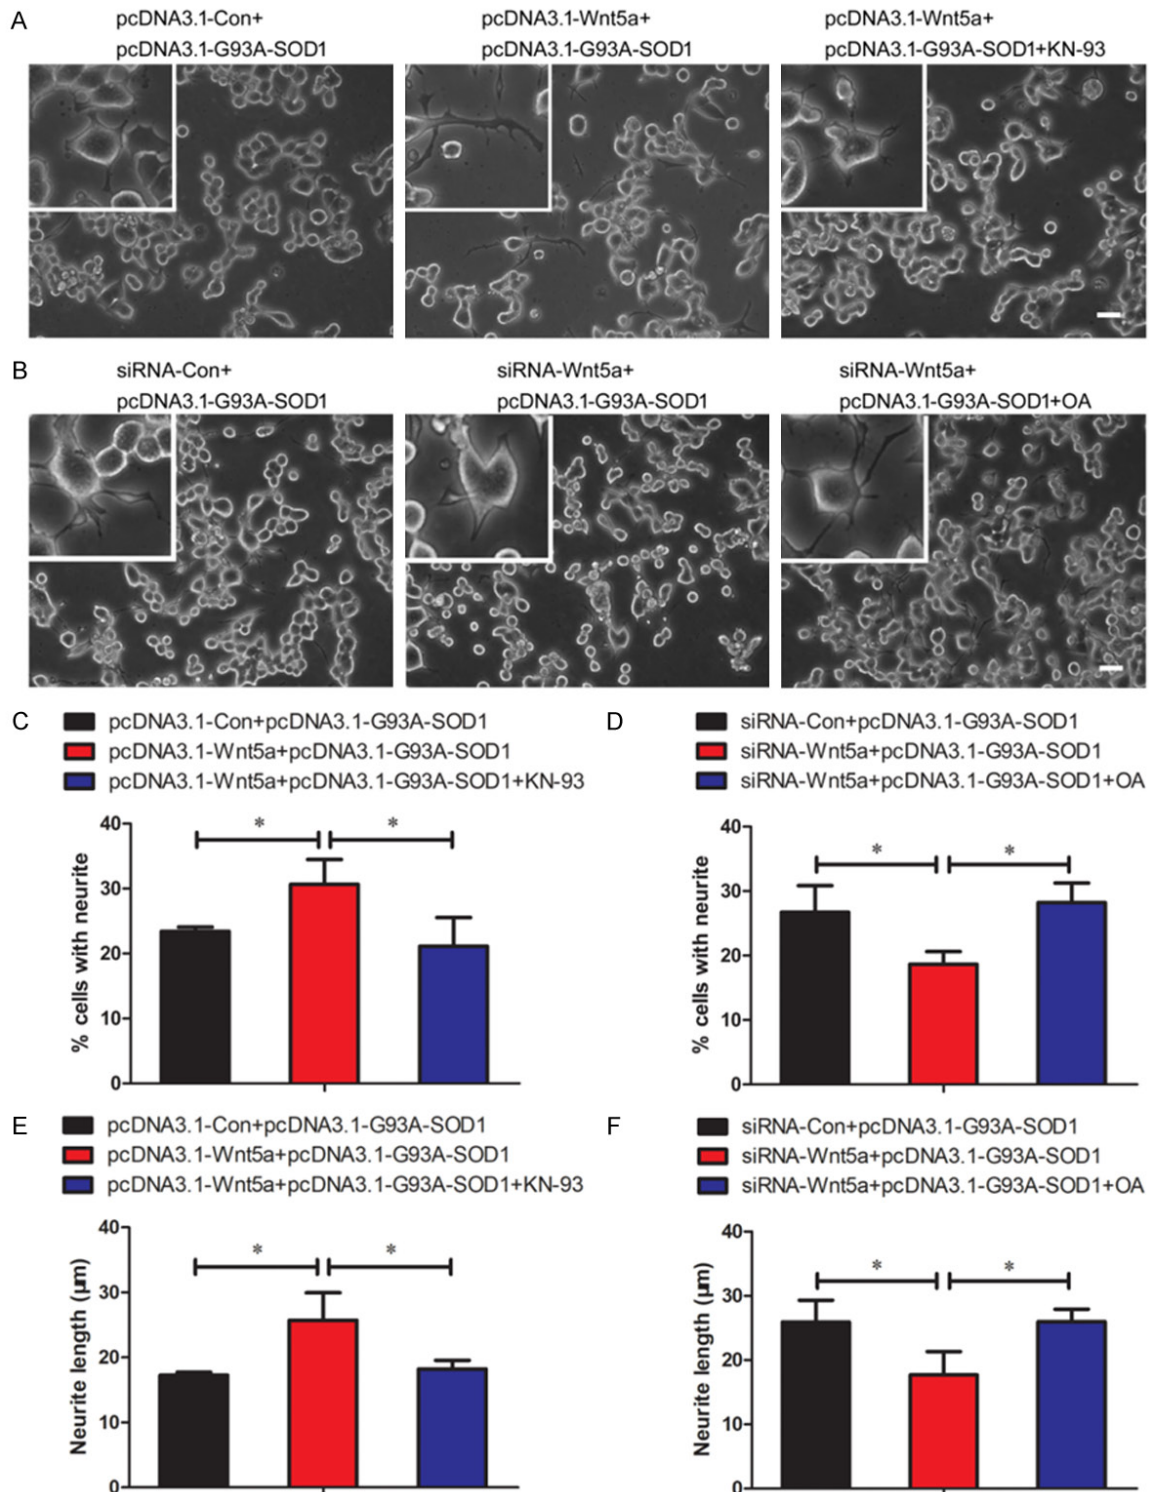 A
pcDNA3.1-Con+
pcDNA3.1-G93A-SOD1
pcDNA3.1-Wnt5a+
pcDNA3.1-G93A-SOD1
pcDNA3.1-Wnt5a+
pcDNA3.1-G93A-SOD1+KN-93
B
siRNA-Con+
pcDNA3.1-G93A-SOD1
siRNA-Wnt5a+
pcDNA3.1-G93A-SOD1
siRNA-Wnt5a+
pcDNA3.1-G93A-SOD1+OA
C
pcDNA3.1-Con+pcDNA3.1-G93A-SOD1
pcDNA3.1-Wnt5a+pcDNA3.1-G93A-SOD1
pcDNA3.1-Wnt5a+pcDNA3.1-G93A-SOD1+KN-93
% cells with neurite
40
30
20
10
0
*
*
D
siRNA-Con+pcDNA3.1-G93A-SOD1
siRNA-Wnt5a+pcDNA3.1-G93A-SOD1
siRNA-Wnt5a+pcDNA3.1-G93A-SOD1+OA
% cells with neurite
40
30
20
10
0
*
*
E
pcDNA3.1-Con+pcDNA3.1-G93A-SOD1
pcDNA3.1-Wnt5a+pcDNA3.1-G93A-SOD1
pcDNA3.1-Wnt5a+pcDNA3.1-G93A-SOD1+KN-93
Neurite length (µm)
40
30
20
10
0
*
*
F
siRNA-Con+pcDNA3.1-G93A-SOD1
siRNA-Wnt5a+pcDNA3.1-G93A-SOD1
siRNA-Wnt5a+pcDNA3.1-G93A-SOD1+OA
Neurite length (µm)
40
30
20
10
0
*
*